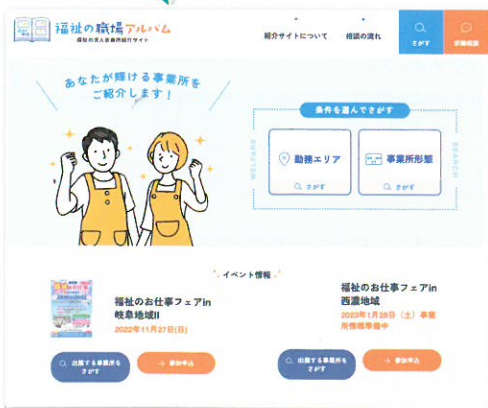 福祉の職場アルバム
福祉の求人事業所紹介サイト
紹介サイトについて
相談の流れ
さがす
求職相談
あなたが輝ける事業所を
ご紹介します！
条件を選んでさがす
WELFARE
SEARCH
勤務エリア
さがす
事業所形態
さがす
イベント情報
福祉のお仕事フェアin
岐阜地域II
2022年11月27日(日)
出展する事業所を
さがす
参加申込
福祉のお仕事フェアin
西濃地域
2023年1月28日（土）事業
所情報準備中
出展する事業所を
さがす
参加申込